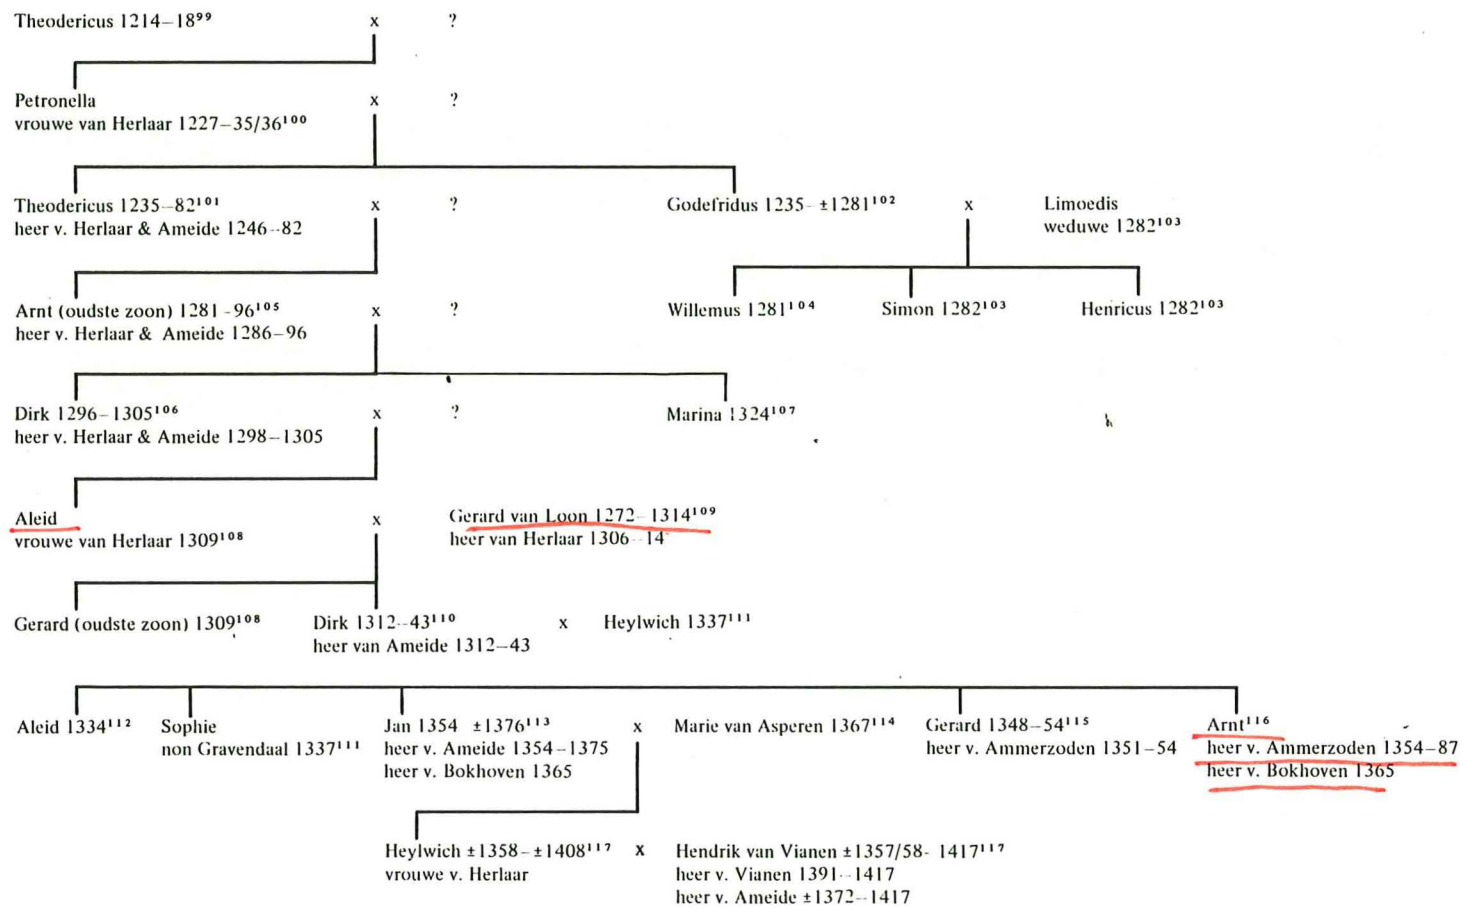 Theodericus 1214–18⁹⁹ x ?
Petronella x ?
vrouwe van Herlaar 1227–35/36¹⁰⁰
Theodericus 1235–82¹⁰¹ x ? Godefridus 1235- ±1281¹⁰² x Limoedis
heer v. Herlaar & Ameide 1246--82 weduwe 1282¹⁰³
Arnt (oudste zoon) 1281 -96¹⁰⁵ x ? Willemus 1281¹⁰⁴ Simon 1282¹⁰³ Henricus 1282¹⁰³
heer v. Herlaar & Ameide 1286–96
Dirk 1296–1305¹⁰⁶ x ? Marina 1324¹⁰⁷
heer v. Herlaar & Ameide 1298–1305
Aleid x Gerard van Loon 1272–1314¹⁰⁹
vrouwe van Herlaar 1309¹⁰⁸ heer van Herlaar 1306--14
Gerard (oudste zoon) 1309¹⁰⁸ Dirk 1312--43¹¹⁰ x Heylwich 1337¹¹¹
heer van Ameide 1312–43
Aleid 1334¹¹² Sophie Jan 1354 ±1376¹¹³ x Marie van Asperen 1367¹¹⁴ Gerard 1348–54¹¹⁵ Arnt¹¹⁶
non Gravendaal 1337¹¹¹ heer v. Ameide 1354–1375 heer v. Ammerzoden 1351–54 heer v. Ammerzoden 1354–87
heer v. Bokhoven 1365 heer v. Bokhoven 1365
Heylwich ±1358–±1408¹¹⁷ x Hendrik van Vianen ±1357/58- 1417¹¹⁷
vrouwe v. Herlaar heer v. Vianen 1391--1417
heer v. Ameide ±1372--1417